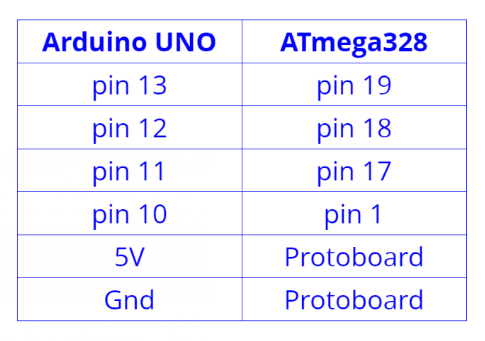 Arduino UNO ATmega328
pin 13 pin 19
pin 12 pin 18
pin 11 pin 17
pin 10 pin 1
5V Protoboard
Gnd Protoboard